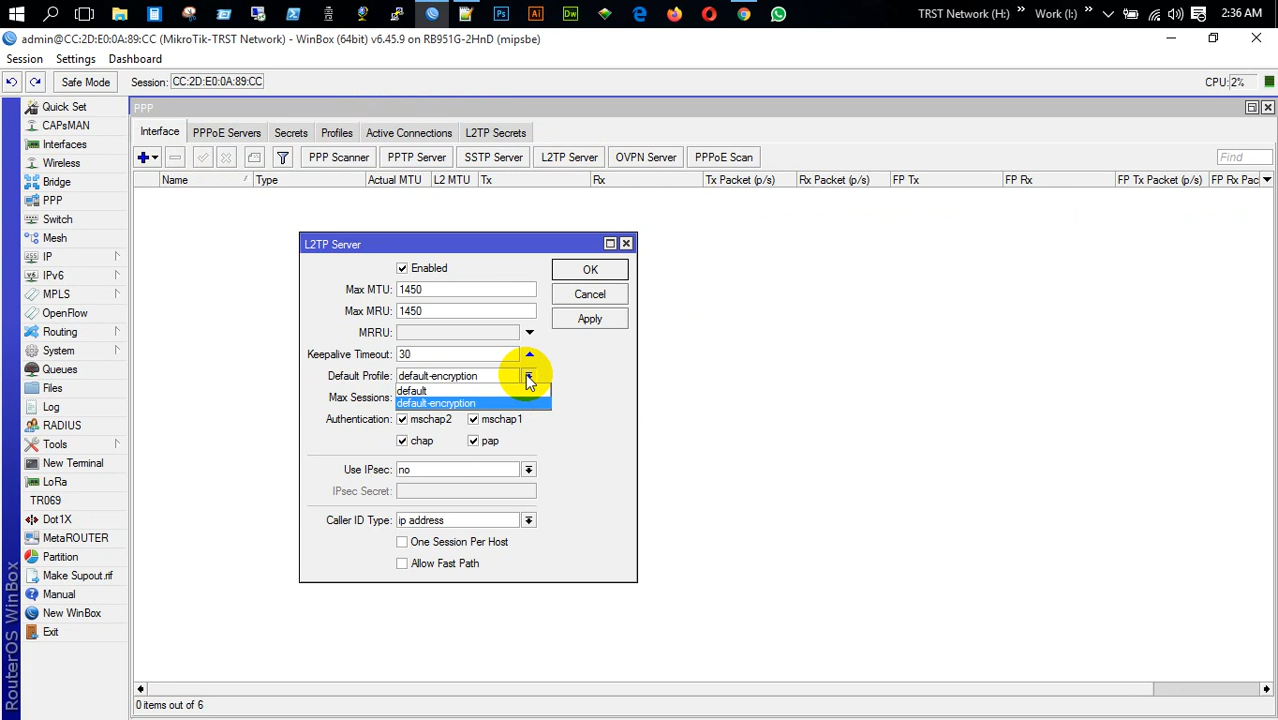 TRST Network (H:)
Work (I:)
2:36 AM
admin@CC:2D:E0:0A:89:CC (MikroTik-TRST Network) - WinBox (64bit) v6.45.9 on RB951G-2HnD (mipsbe)
Session Settings Dashboard
Safe Mode Session: CC:2D:E0:0A:89:CC CPU: 2%
Quick Set
CAPsMAN
Interfaces
Wireless
Bridge
PPP
Switch
Mesh
IP
IPv6
MPLS
OpenFlow
Routing
System
Queues
Files
Log
RADIUS
Tools
New Terminal
LoRa
TR069
Dot1X
MetaROUTER
Partition
Make Supout.rif
Manual
New WinBox
Exit
RouterOS WinBox
PPP
Interface PPPoE Servers Secrets Profiles Active Connections L2TP Secrets
PPP Scanner PPTP Server SSTP Server L2TP Server OVPN Server PPPoE Scan Find
Name Type Actual MTU L2 MTU Tx Rx Tx Packet (p/s) Rx Packet (p/s) FP Tx FP Rx FP Tx Packet (p/s) FP Rx Pac
L2TP Server
Enabled
Max MTU: 1450
Max MRU: 1450
MRRU:
Keepalive Timeout: 30
Default Profile: default-encryption
default
default-encryption
Max Sessions:
Authentication: mschap2 mschap1
chap pap
Use IPsec: no
IPsec Secret:
Caller ID Type: ip address
One Session Per Host
Allow Fast Path
OK
Cancel
Apply
0 items out of 6